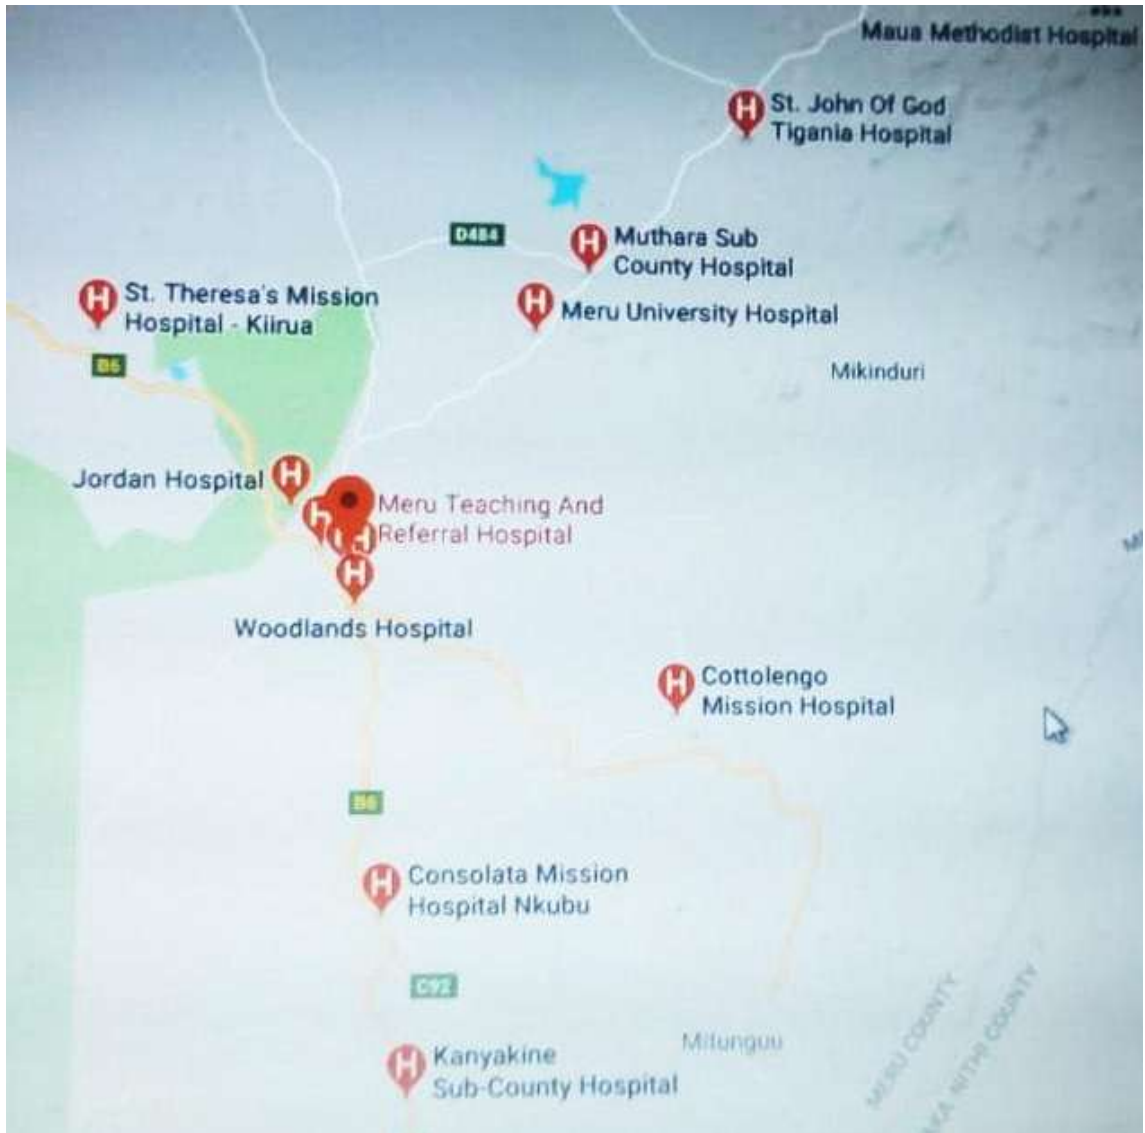 Maua Methodist Hospital
St. John Of God
Tigania Hospital
D484
Muthara Sub
County Hospital
St. Theresa's Mission
Hospital - Kiirua
Meru University Hospital
B6
Mikinduri
Jordan Hospital
Meru Teaching And
Referral Hospital
Woodlands Hospital
Cottolengo
Mission Hospital
B6
Consolata Mission
Hospital Nkubu
C92
Mitunguu
Kanyakine
Sub-County Hospital
MERU COUNTY
NITHI COUNTY